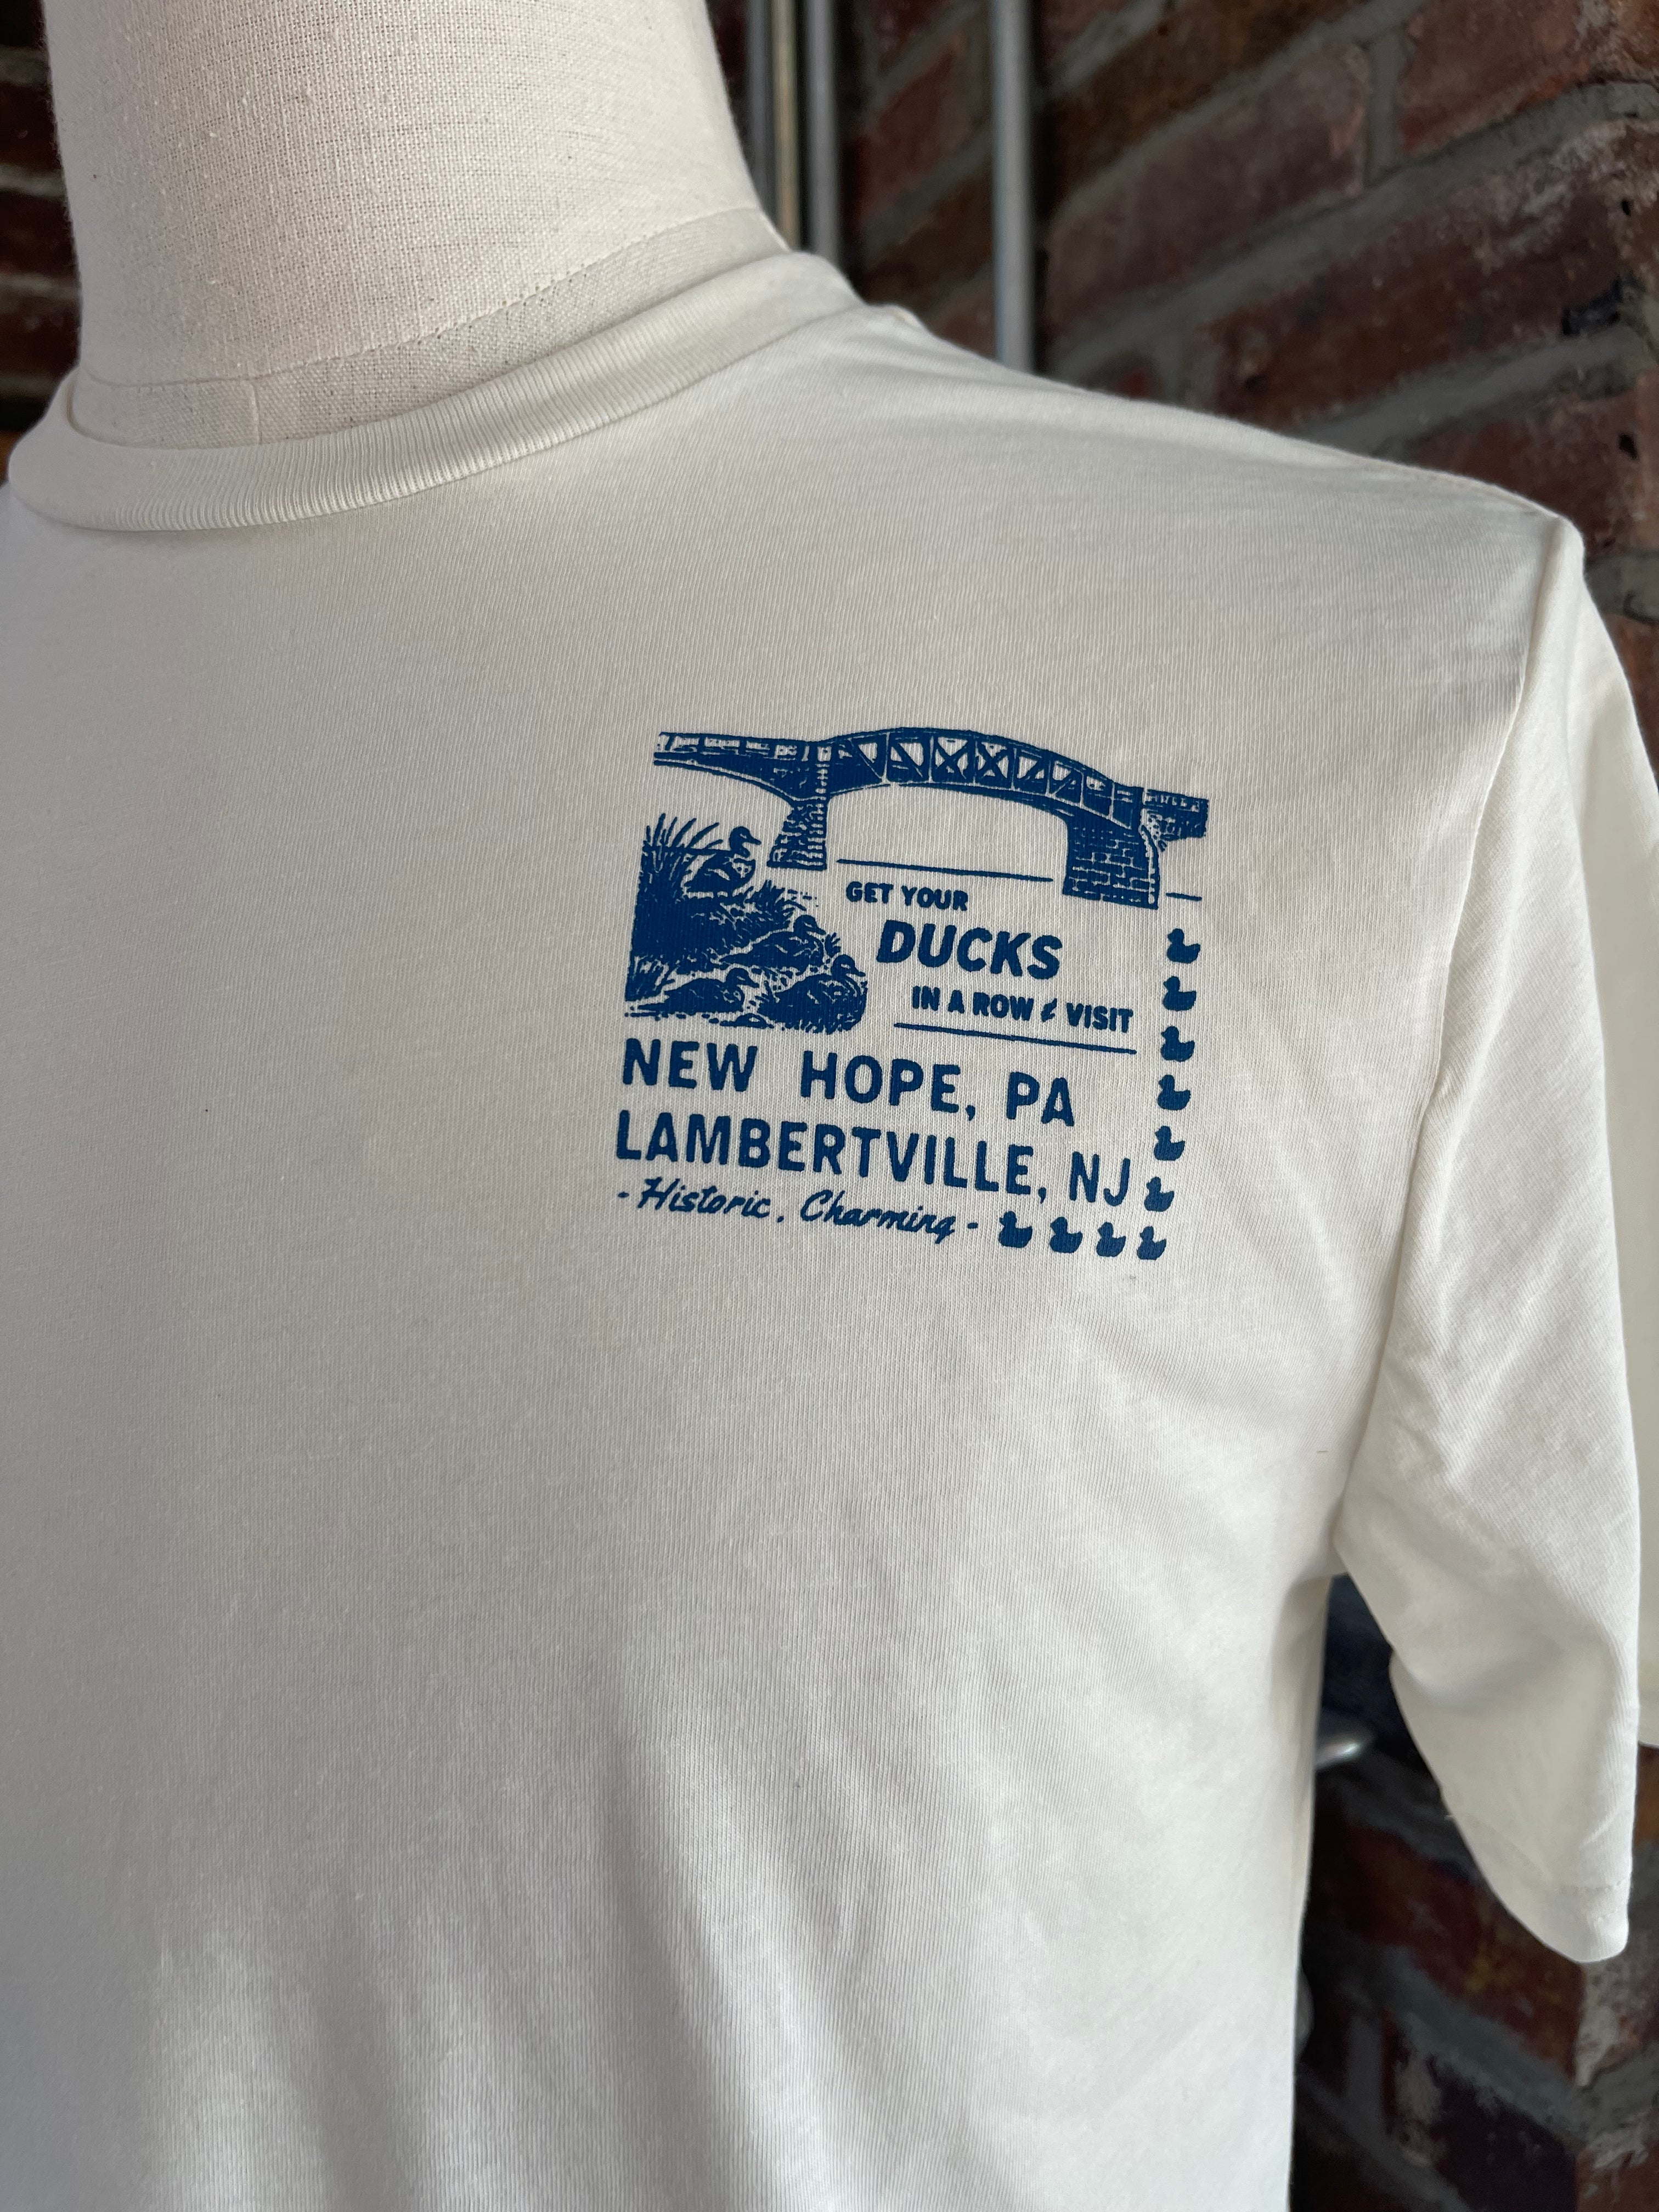 GET YOUR
DUCKS
IN A ROW & VISIT
NEW HOPE, PA
LAMBERTVILLE, NJ
- Historic, Charming -